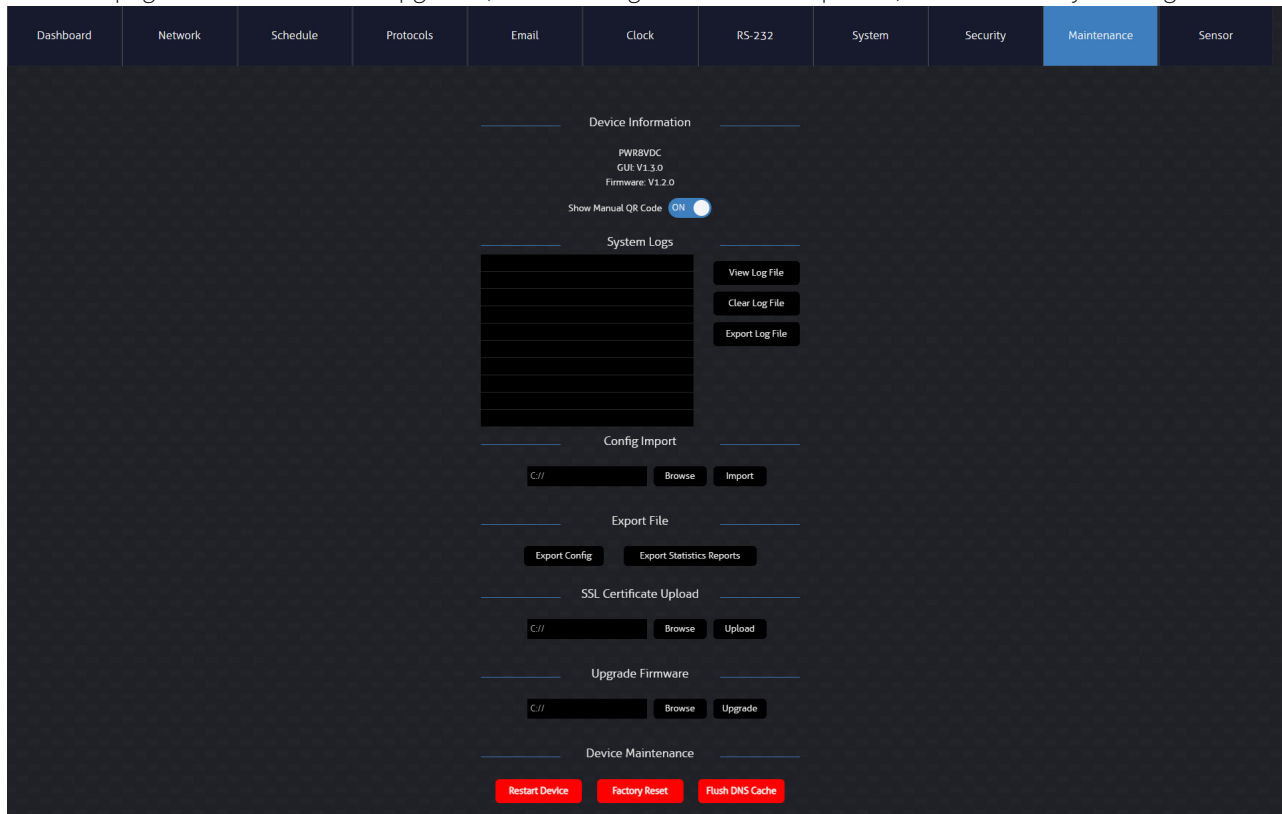 Dashboard Network Schedule Protocols Email Clock RS-232 System Security Maintenance Sensor
Device Information
PWR8VDC
GUI: V1.3.0
Firmware: V1.2.0
Show Manual QR Code ON
System Logs
View Log File
Clear Log File
Export Log File
Config Import
C:// Browse Import
Export File
Export Config Export Statistics Reports
SSL Certificate Upload
C:// Browse Upload
Upgrade Firmware
C:// Browse Upgrade
Device Maintenance
Restart Device Factory Reset Flush DNS Cache